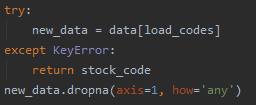 try:
    new_data = data[load_codes]
except KeyError:
    return stock_code
new_data.dropna(axis=1, how='any')